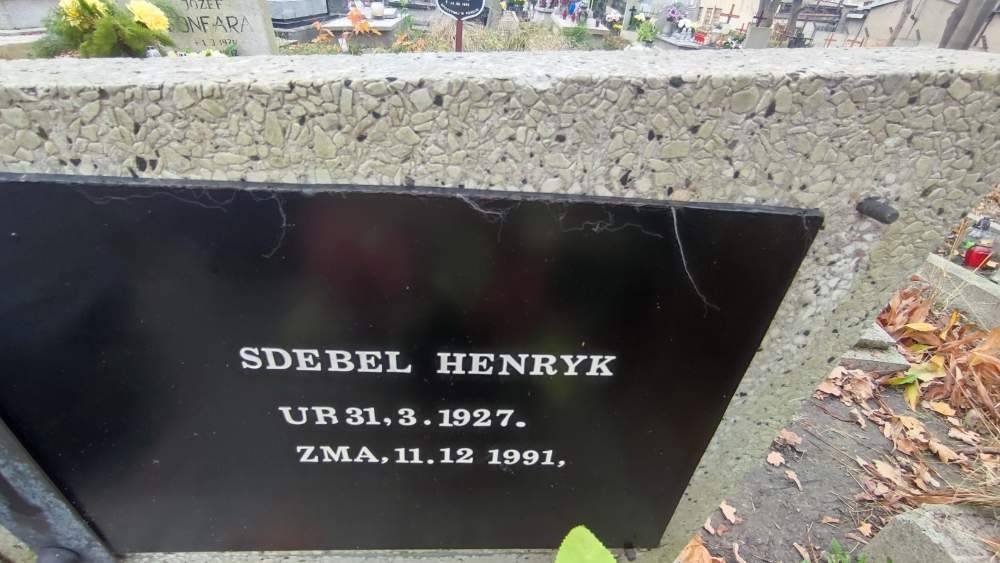 JÓZEF
SDEBEL HENRYK
UR 31,3.1927.
ZMA, 11.12 1991,